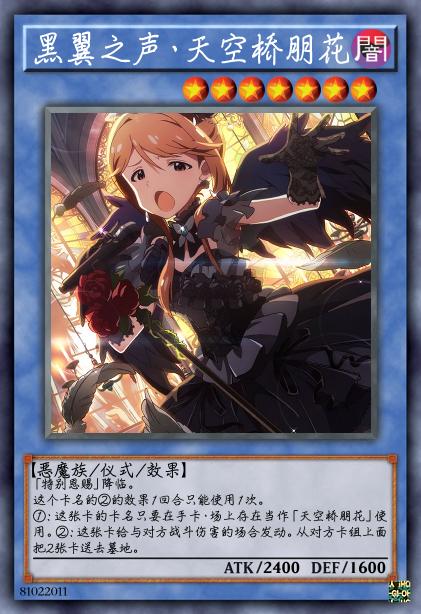 黑翼之声·天空桥朋花
闇
【恶魔族/仪式/效果】
「特别恩赐」降临。
这个卡名的②的效果1回合只能使用1次。
①:这张卡的卡名只要在手卡·场上存在当作「天空桥朋花」使
用。②:这张卡给与对方战斗伤害的场合发动。从对方卡组上面
把2张卡送去墓地。
ATK/2400 DEF/1600
81022011